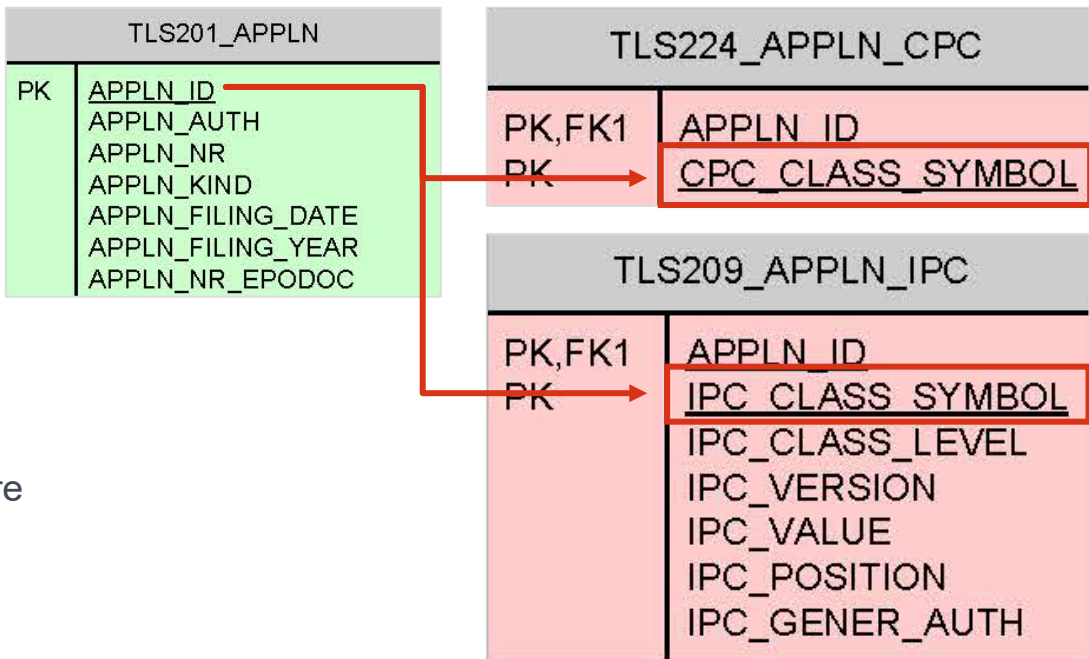 TLS201_APPLN
PK APPLN_ID
APPLN_AUTH
APPLN_NR
APPLN_KIND
APPLN_FILING_DATE
APPLN_FILING_YEAR
APPLN_NR_EPODOC
TLS224_APPLN_CPC
PK,FK1 APPLN_ID
PK CPC_CLASS_SYMBOL
TLS209_APPLN_IPC
PK,FK1 APPLN_ID
PK IPC_CLASS_SYMBOL
IPC_CLASS_LEVEL
IPC_VERSION
IPC_VALUE
IPC_POSITION
IPC_GENER_AUTH